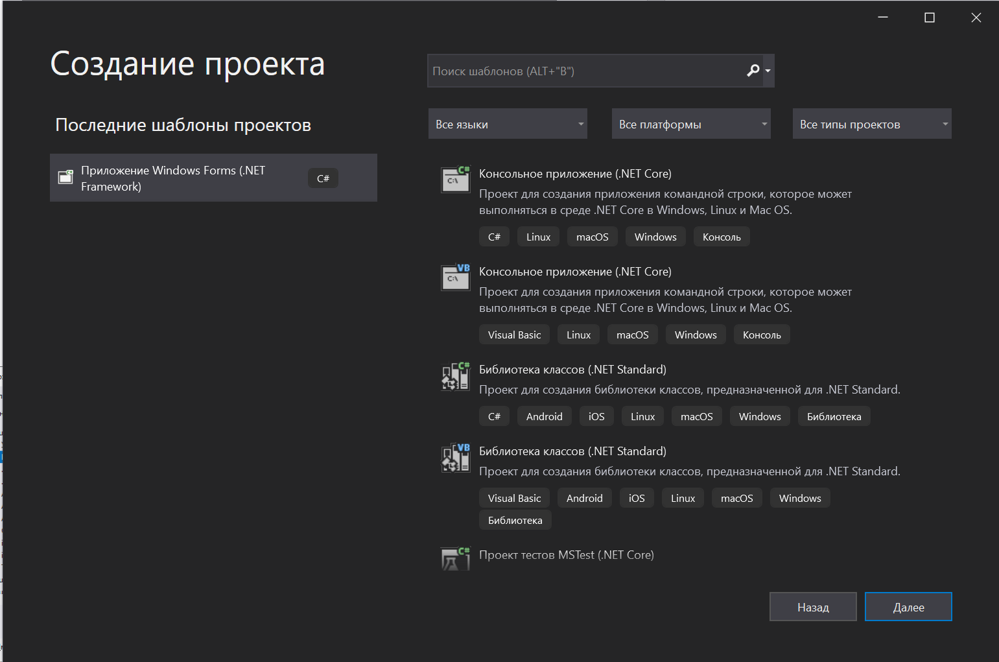 Создание проекта
Последние шаблоны проектов
Приложение Windows Forms (.NET
Framework)
C#
Поиск шаблонов (ALT+"B")
Все языки
Все платформы
Все типы проектов
C#
C:\
Консольное приложение (.NET Core)
Проект для создания приложения командной строки, которое может
выполняться в среде .NET Core в Windows, Linux и Mac OS.
C# Linux macOS Windows Консоль
VB
C:\
Консольное приложение (.NET Core)
Проект для создания приложения командной строки, которое может
выполняться в среде .NET Core в Windows, Linux и Mac OS.
Visual Basic Linux macOS Windows Консоль
C#
Библиотека классов (.NET Standard)
Проект для создания библиотеки классов, предназначенной для .NET Standard.
C# Android iOS Linux macOS Windows Библиотека
VB
Библиотека классов (.NET Standard)
Проект для создания библиотеки классов, предназначенной для .NET Standard.
Visual Basic Android iOS Linux macOS Windows
Библиотека
C#
Проект тестов MSTest (.NET Core)
Назад
Далее